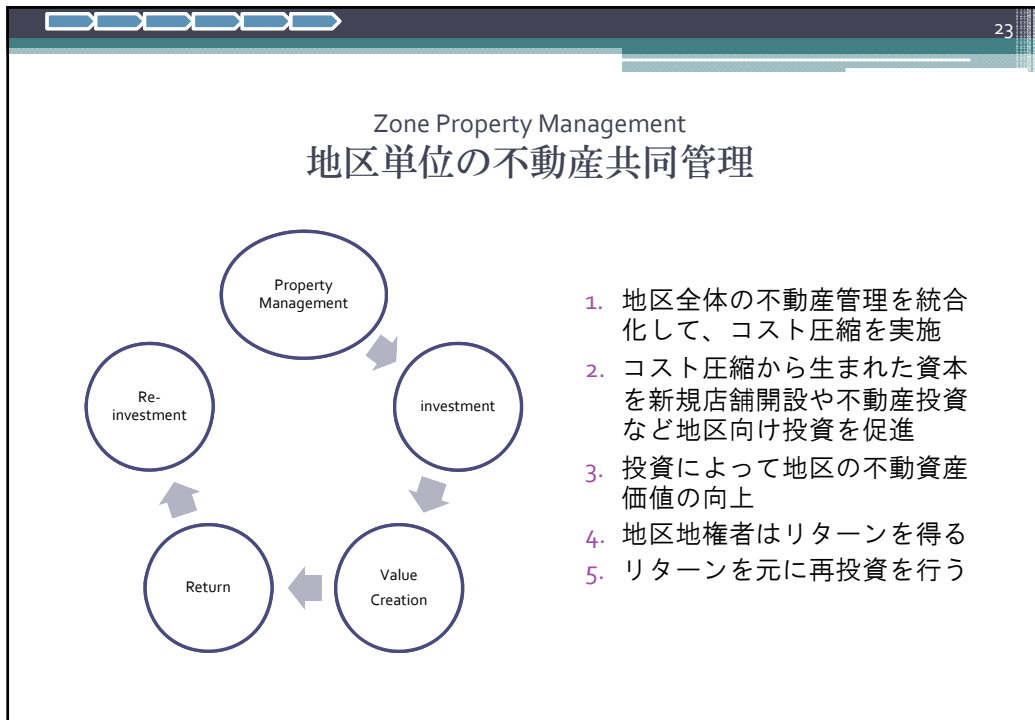 23
Zone Property Management
地区単位の不動産共同管理
Property
Management
investment
Value
Creation
Return
Re-
investment
1. 地区全体の不動産管理を統合
化して、コスト圧縮を実施
2. コスト圧縮から生まれた資本
を新規店舗開設や不動産投資
など地区向け投資を促進
3. 投資によって地区の不動資産
価値の向上
4. 地区地権者はリターンを得る
5. リターンを元に再投資を行う